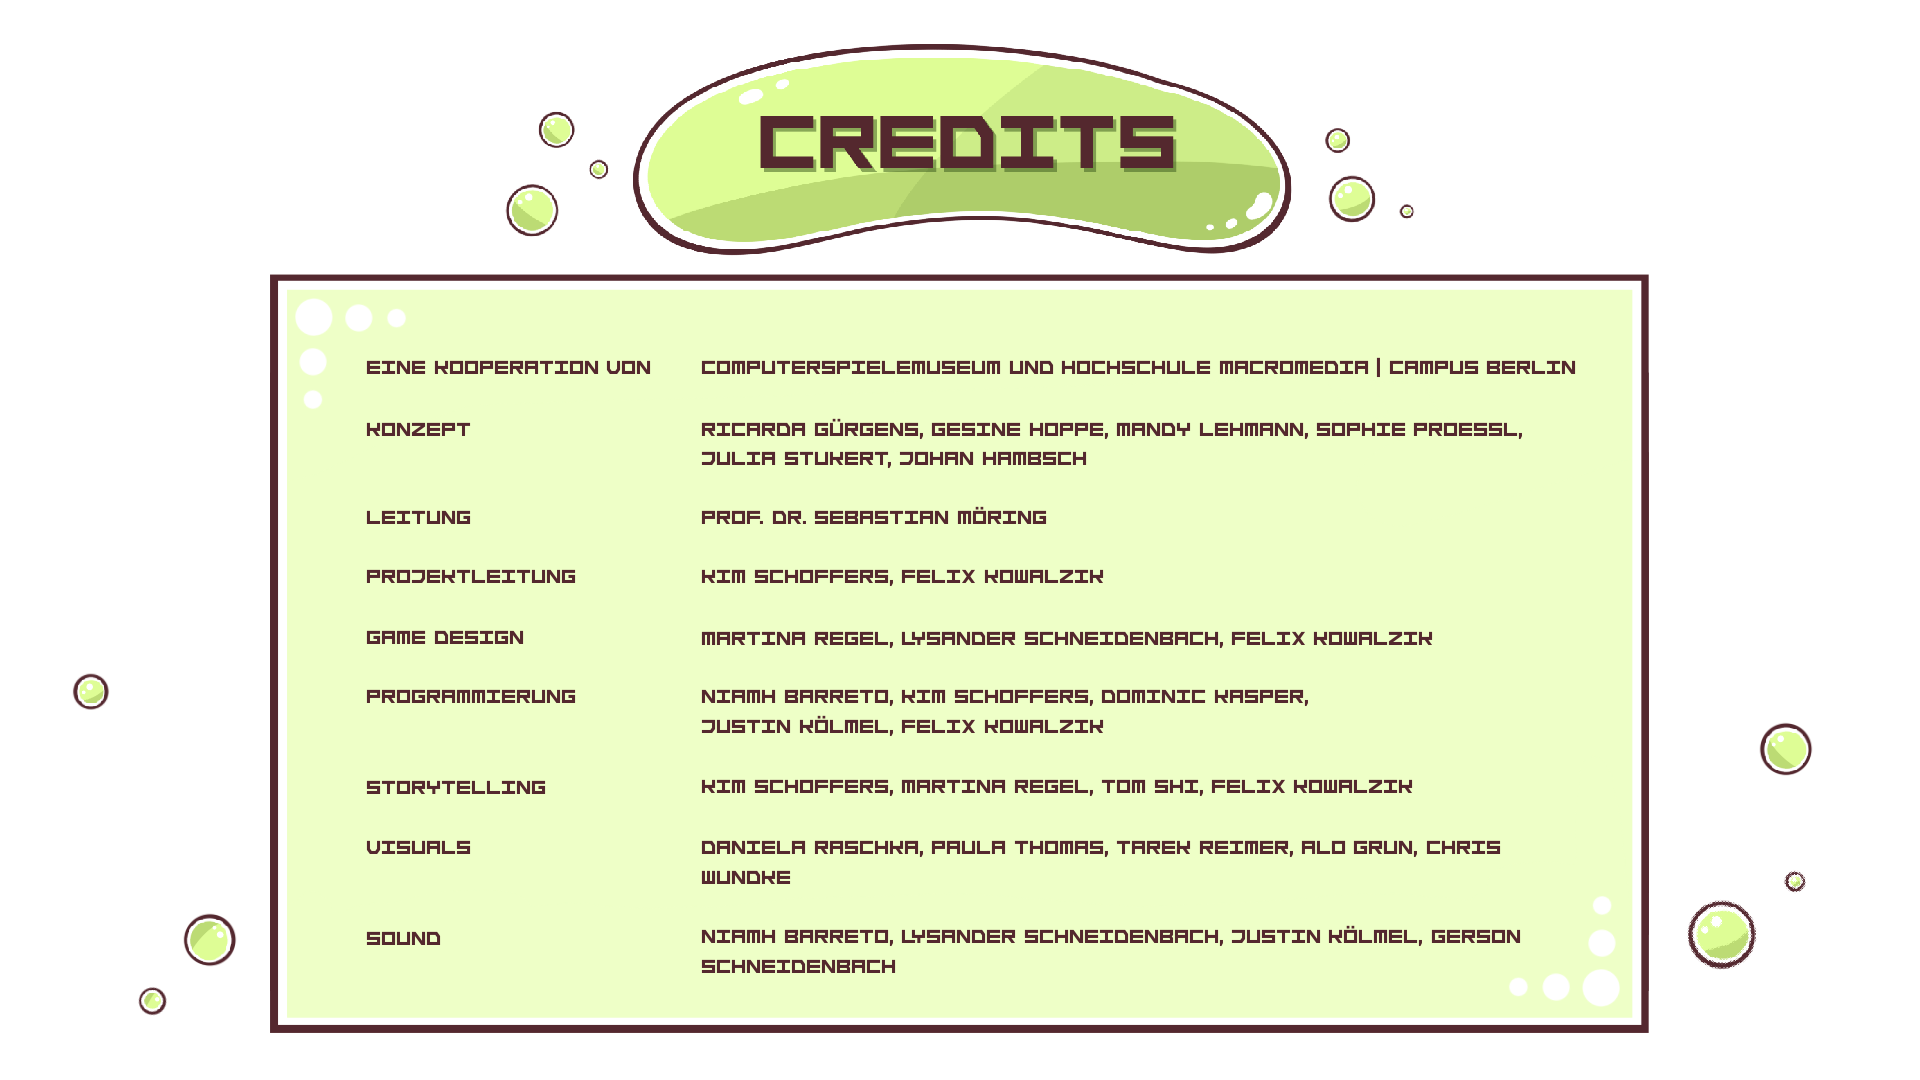 CREDITS
EINE KOOPERATION VON COMPUTERSPIELEMUSEUM UND HOCHSCHULE MACROMEDIA | CAMPUS BERLIN
KONZEPT RICARDA GÜRGENS, GESINE HOPPE, MANDY LEHMANN, SOPHIE PROESSL,
JULIA STUKERT, JOHAN HAMBSCH
LEITUNG PROF. DR. SEBASTIAN MÖRING
PROJEKTLEITUNG KIM SCHOFFERS, FELIX KOWALZIK
GAME DESIGN MARTINA REGEL, LYSANDER SCHNEIDENBACH, FELIX KOWALZIK
PROGRAMMIERUNG NIAMH BARRETO, KIM SCHOFFERS, DOMINIC KASPER,
JUSTIN KÖLMEL, FELIX KOWALZIK
STORYTELLING KIM SCHOFFERS, MARTINA REGEL, TOM SHI, FELIX KOWALZIK
VISUALS DANIELA RASCHKA, PAULA THOMAS, TAREK REIMER, ALO GRUN, CHRIS
WUNDKE
SOUND NIAMH BARRETO, LYSANDER SCHNEIDENBACH, JUSTIN KÖLMEL, GERSON
SCHNEIDENBACH